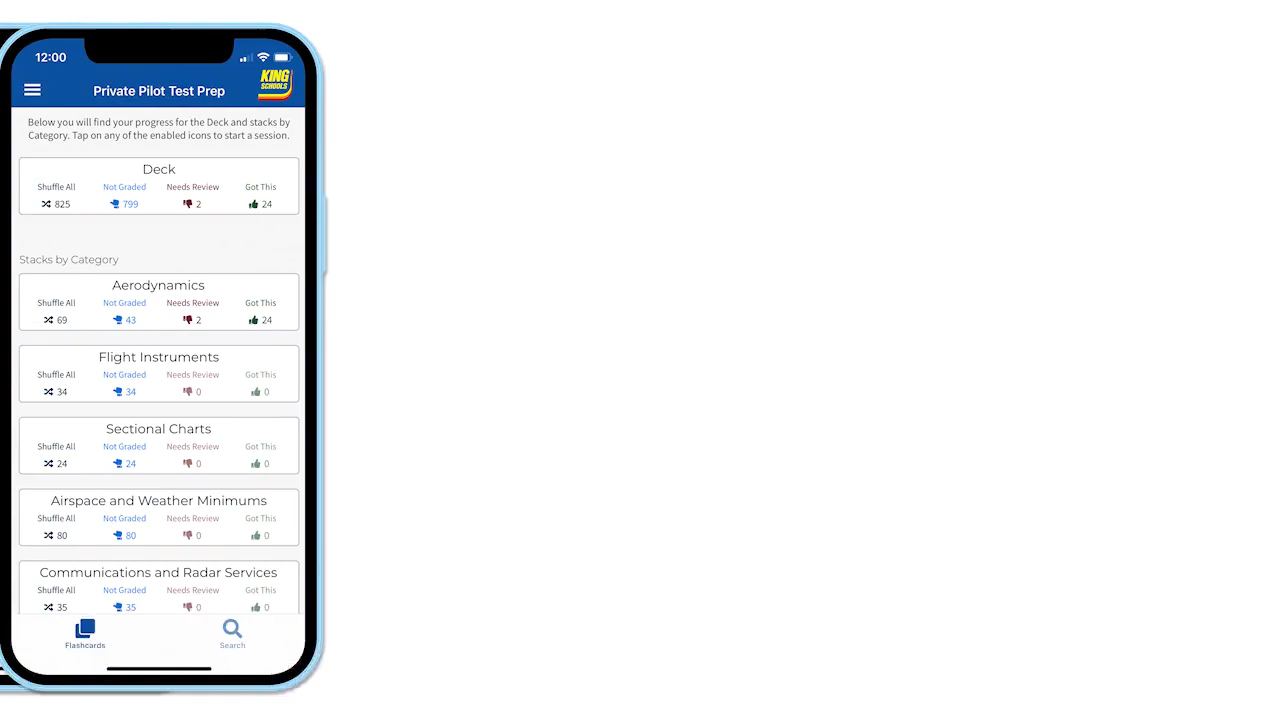 12:00
KING
SCHOOLS
Private Pilot Test Prep
Below you will find your progress for the Deck and stacks by
Category. Tap on any of the enabled icons to start a session.
Deck
Shuffle All Not Graded Needs Review Got This
825 799 2 24
Stacks by Category
Aerodynamics
Shuffle All Not Graded Needs Review Got This
69 43 2 24
Flight Instruments
Shuffle All Not Graded Needs Review Got This
34 34 0 0
Sectional Charts
Shuffle All Not Graded Needs Review Got This
24 24 0 0
Airspace and Weather Minimums
Shuffle All Not Graded Needs Review Got This
80 80 0 0
Communications and Radar Services
Shuffle All Not Graded Needs Review Got This
35 35 0 0
Flashcards Search